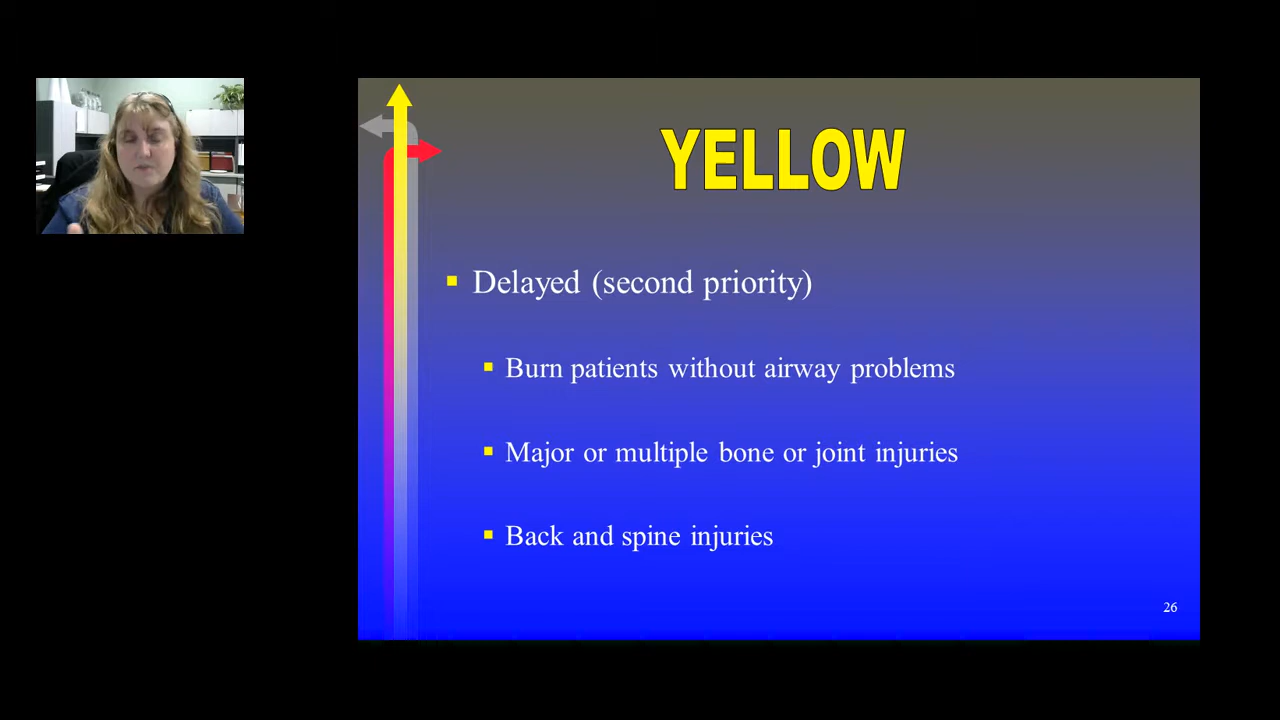 YELLOW
Delayed (second priority)
Burn patients without airway problems
Major or multiple bone or joint injuries
Back and spine injuries
26